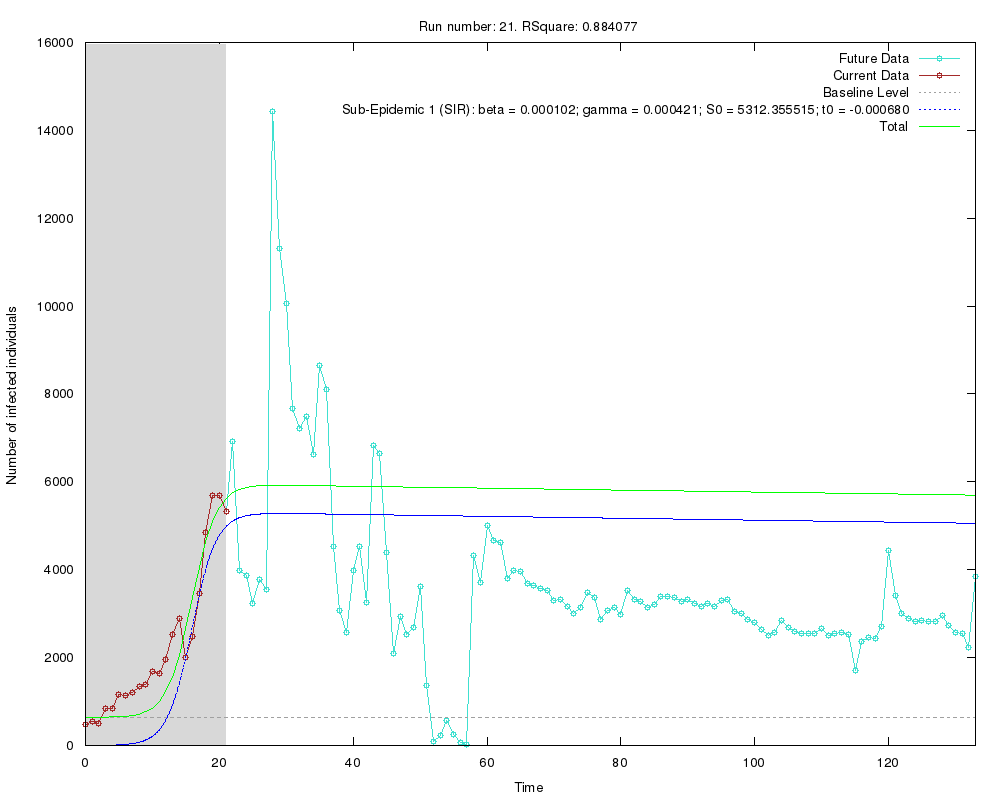 Run number: 21. RSquare: 0.884077
Future Data
Current Data
Baseline Level
Sub-Epidemic 1 (SIR): beta = 0.000102; gamma = 0.000421; S0 = 5312.355515; t0 = -0.000680
Total
16000
14000
12000
10000
8000
6000
4000
2000
0
Number of infected individuals
0 20 40 60 80 100 120
Time